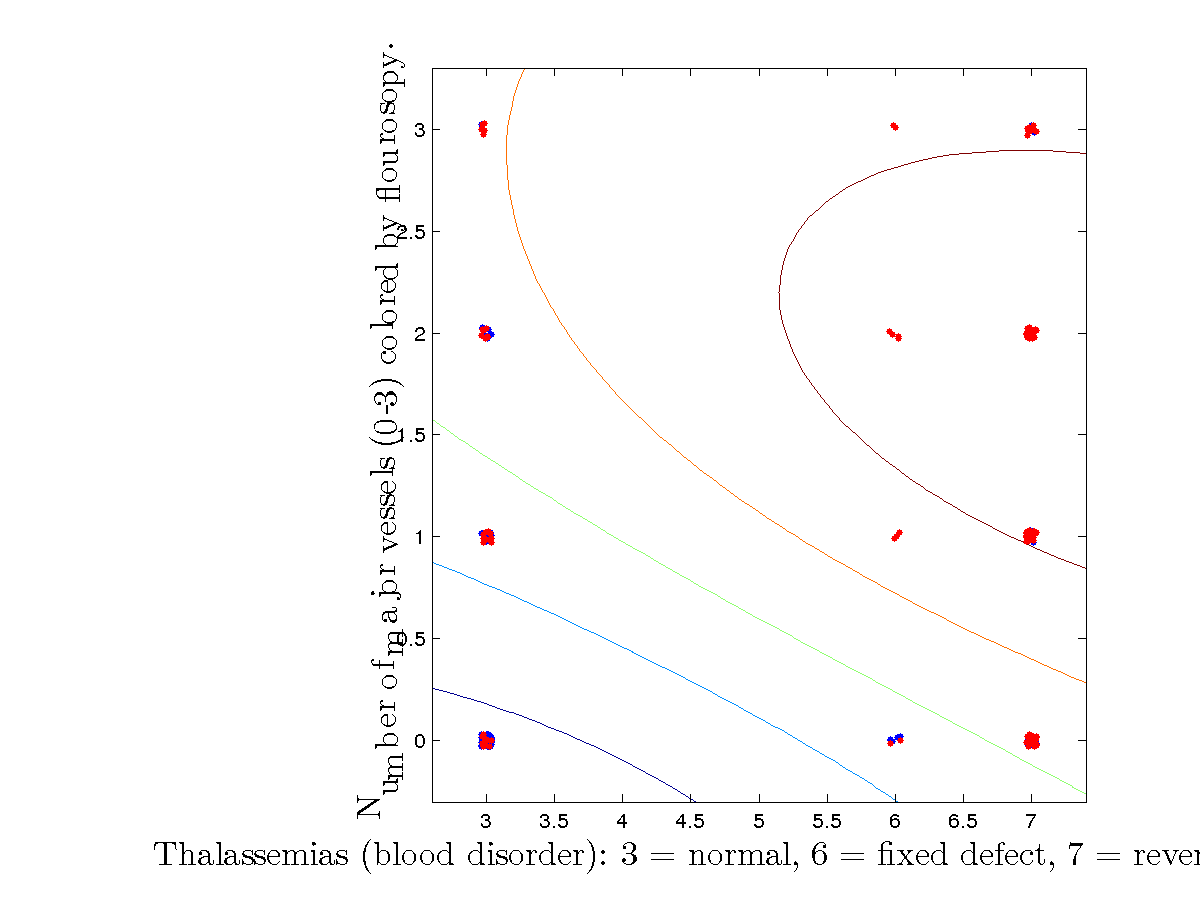 Number of major vessels (0-3) colored by flourosopy.
3
2.5
2
1.5
1
0.5
0
3 3.5 4 4.5 5 5.5 6 6.5 7
Thalassemias (blood disorder): 3 = normal, 6 = fixed defect, 7 = rever